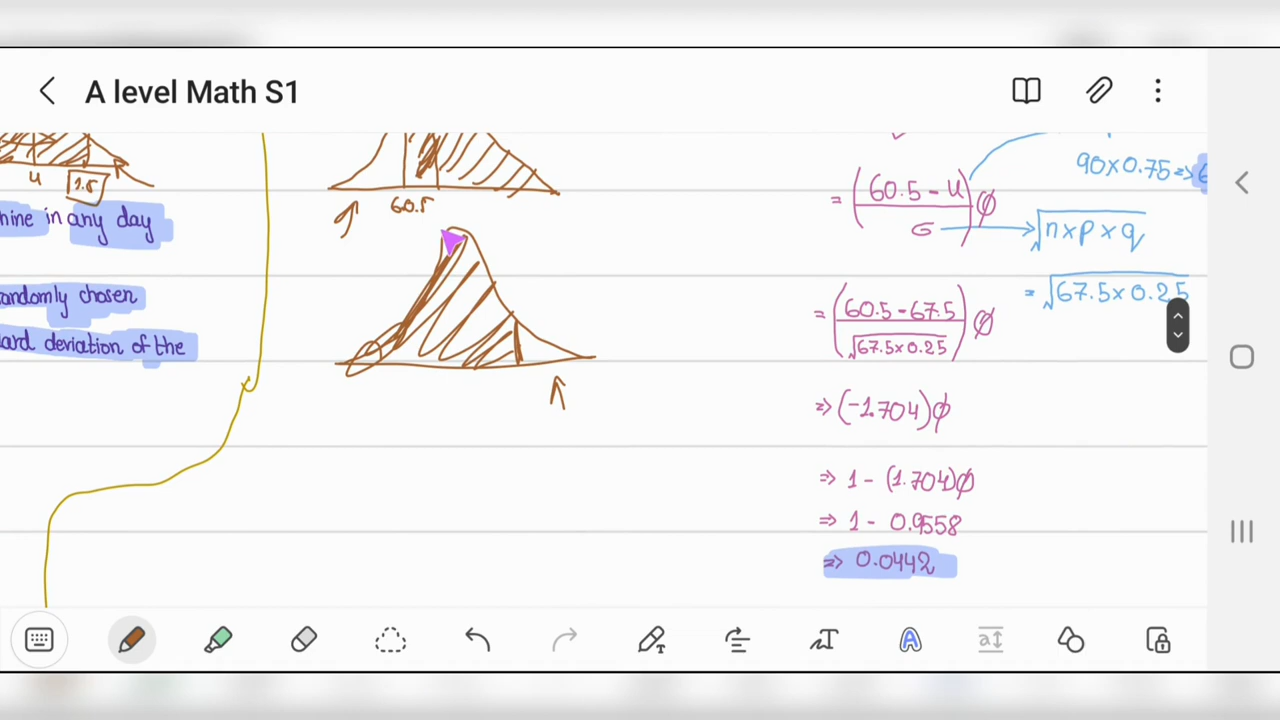 A level Math S1
μ 1.5
hine in any day
andomly chosen
ard deviation of the
60.5
90×0.75⇒
= (60.5 - μ / σ)φ
√n×p×q
= √67.5×0.25
= (60.5-67.5 / √67.5×0.25)φ
⇒ (-1.704)φ
⇒ 1 - (1.704)φ
⇒ 1 - 0.9558
⇒ 0.0442